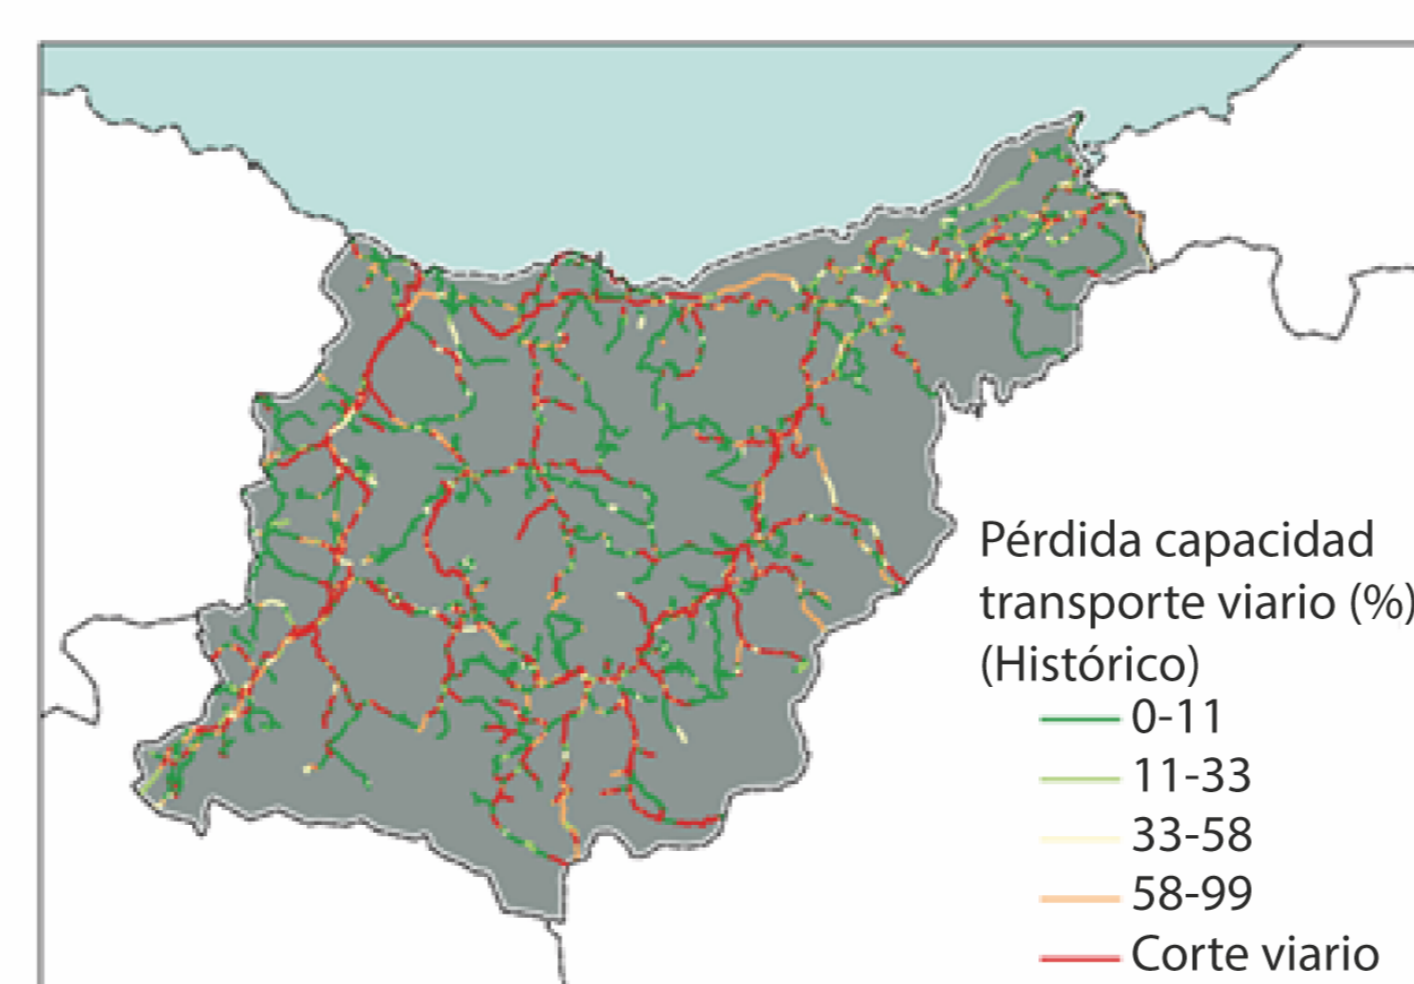 Pérdida capacidad
transporte viario (%)
(Histórico)
0-11
11-33
33-58
58-99
Corte viario